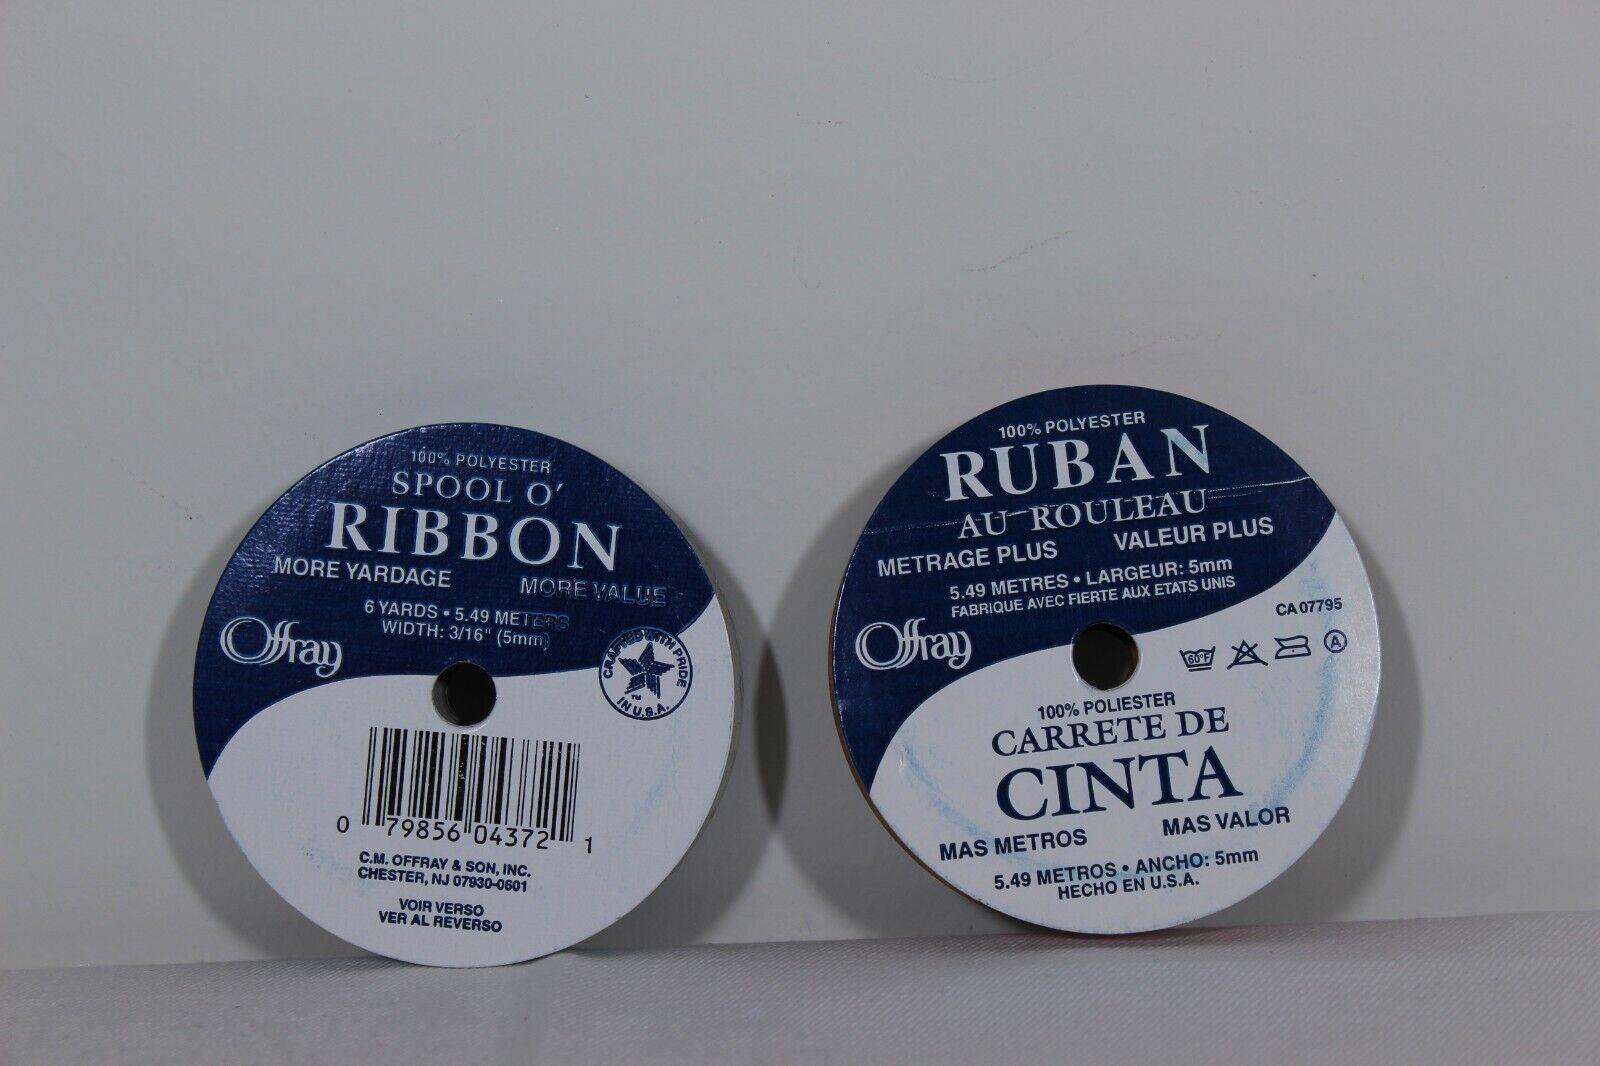 100% POLYESTER
SPOOL O'
RIBBON
MORE YARDAGE MORE VALUE
6 YARDS • 5.49 METERS
WIDTH: 3/16" (5mm)
Offray
CRAFTED WITH PRIDE
IN U.S.A.
TM
0 79856 04372 1
C.M. OFFRAY & SON, INC.
CHESTER, NJ 07930-0601
VOIR VERSO
VER AL REVERSO
100% POLYESTER
RUBAN
AU ROULEAU
METRAGE PLUS VALEUR PLUS
5.49 METRES • LARGEUR: 5mm
FABRIQUE AVEC FIERTE AUX ETATS UNIS
CA 07795
Offray
60°F
A
100% POLIESTER
CARRETE DE
CINTA
MAS METROS MAS VALOR
5.49 METROS • ANCHO: 5mm
HECHO EN U.S.A.